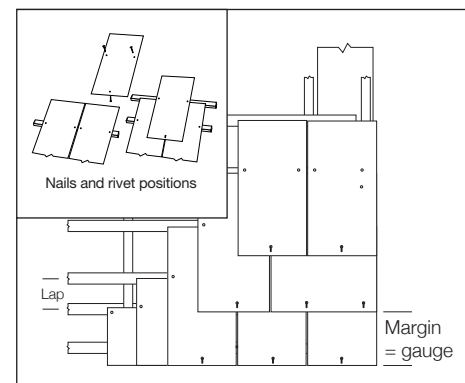 Nails and rivet positions
Lap
Margin
= gauge